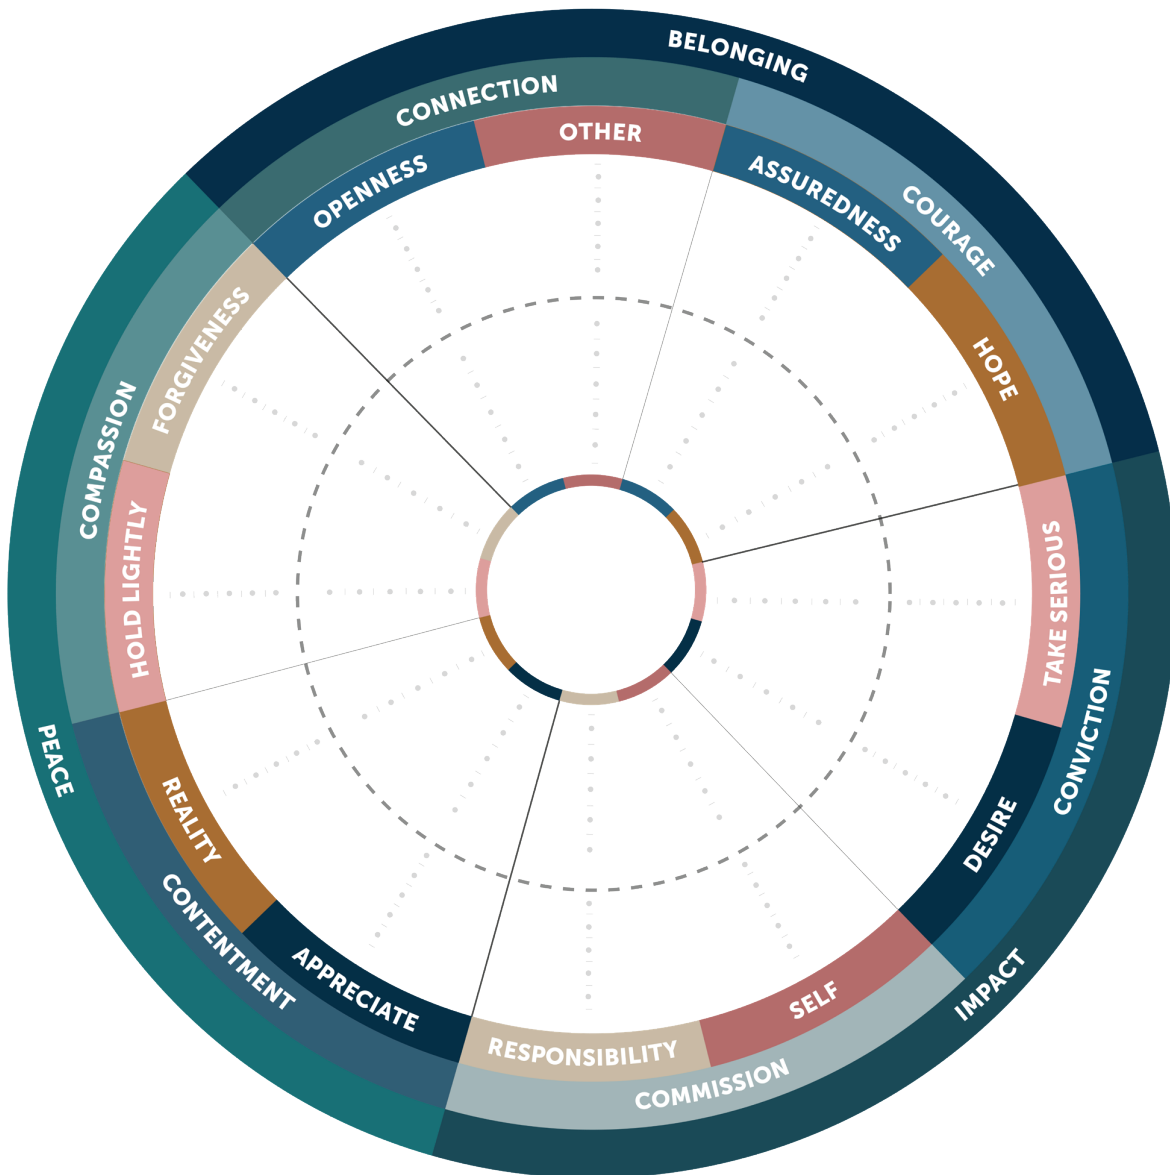 BELONGING
CONNECTION
COURAGE
OPENNESS
OTHER
ASSUREDNESS
HOPE
TAKE SERIOUS
DESIRE
CONVICTION
IMPACT
SELF
RESPONSIBILITY
COMMISSION
APPRECIATE
REALITY
CONTENTMENT
PEACE
HOLD LIGHTLY
FORGIVENESS
COMPASSION